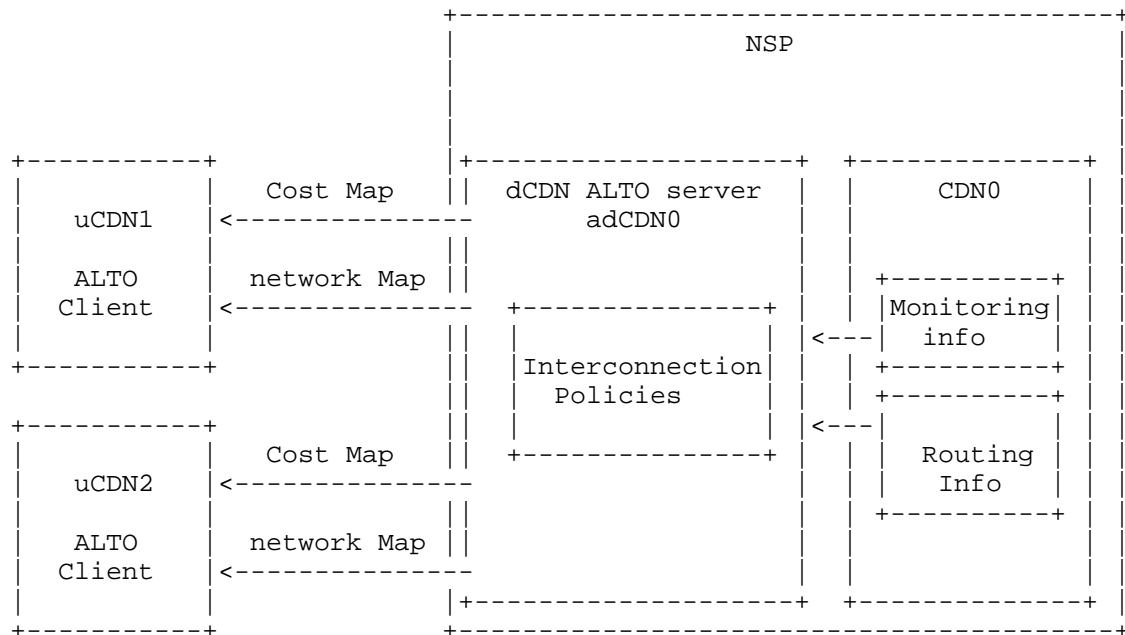 NSP
Cost Map dCDN ALTO server CDN0
uCDN1 adCDN0
ALTO network Map
Client Monitoring
info
Interconnection
Policies
Cost Map Routing
uCDN2 Info
ALTO network Map
Client